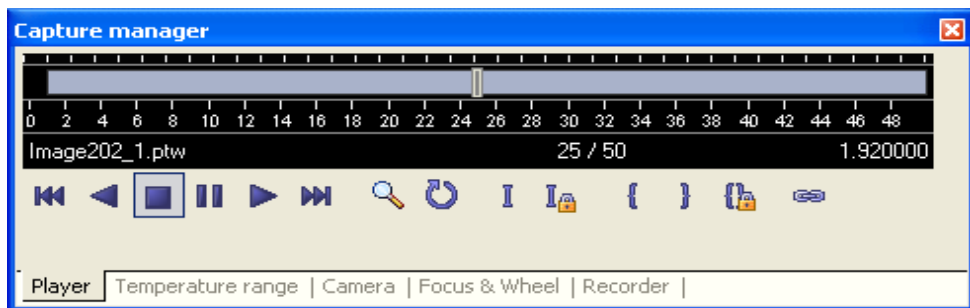 Capture manager
0 2 4 6 8 10 12 14 16 18 20 22 24 26 28 30 32 34 36 38 40 42 44 46 48
Image202_1.ptw 25 / 50 1.920000
Player Temperature range | Camera | Focus & Wheel | Recorder |